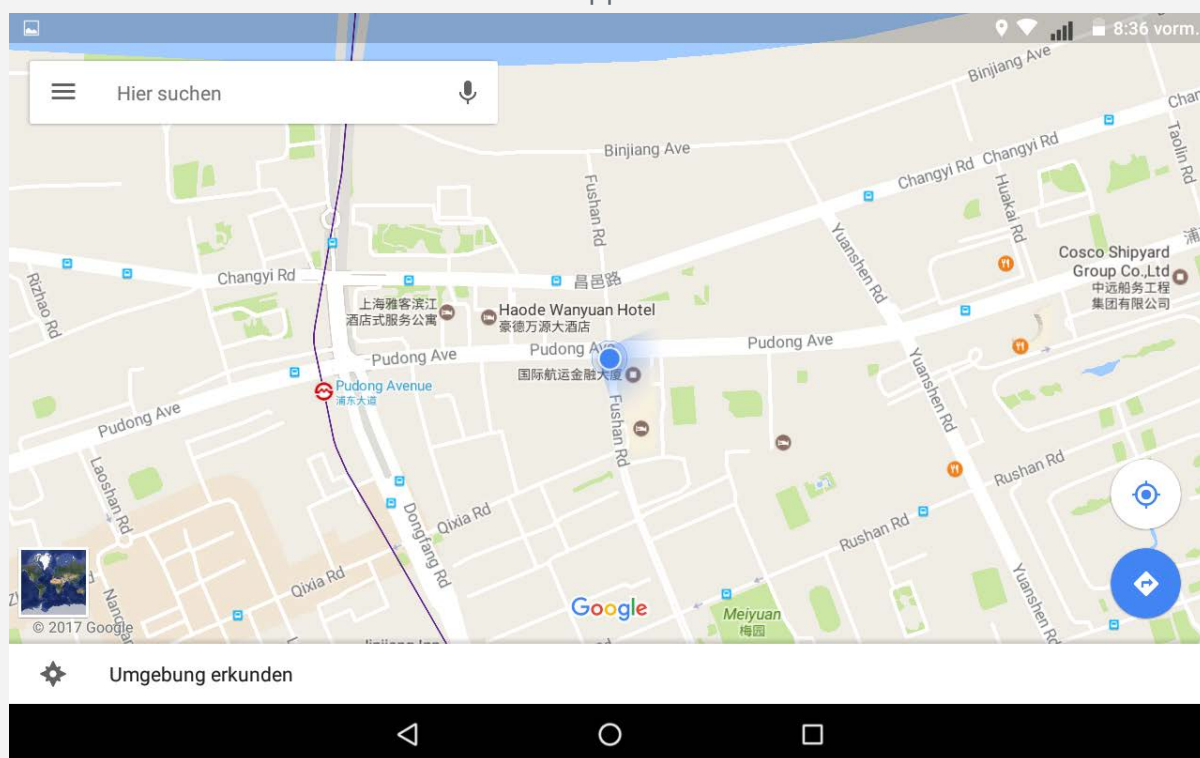 8:36 vorm.
Hier suchen
Binjiang Ave
Binjiang Ave
Changyi Rd
Changyi Rd
Taolin Rd
Fushan Rd
Huakai Rd
Yuanshen Rd
Rizhao Rd
Changyi Rd
昌邑路
Cosco Shipyard
Group Co.,Ltd
中远船务工程
集团有限公司
上海雅客滨江
酒店式服务公寓
Haode Wanyuan Hotel
豪德万源大酒店
Pudong Ave
Pudong Ave
Pudong Ave
国际航运金融大厦
Pudong Avenue
浦东大道
Pudong Ave
Fushan Rd
Yuanshen Rd
Laoshan Rd
Rushan Rd
Dongfang Rd
Qixia Rd
Rushan Rd
Qixia Rd
Yuanshen Rd
Google
Meiyuan
梅园
© 2017 Google
Umgebung erkunden